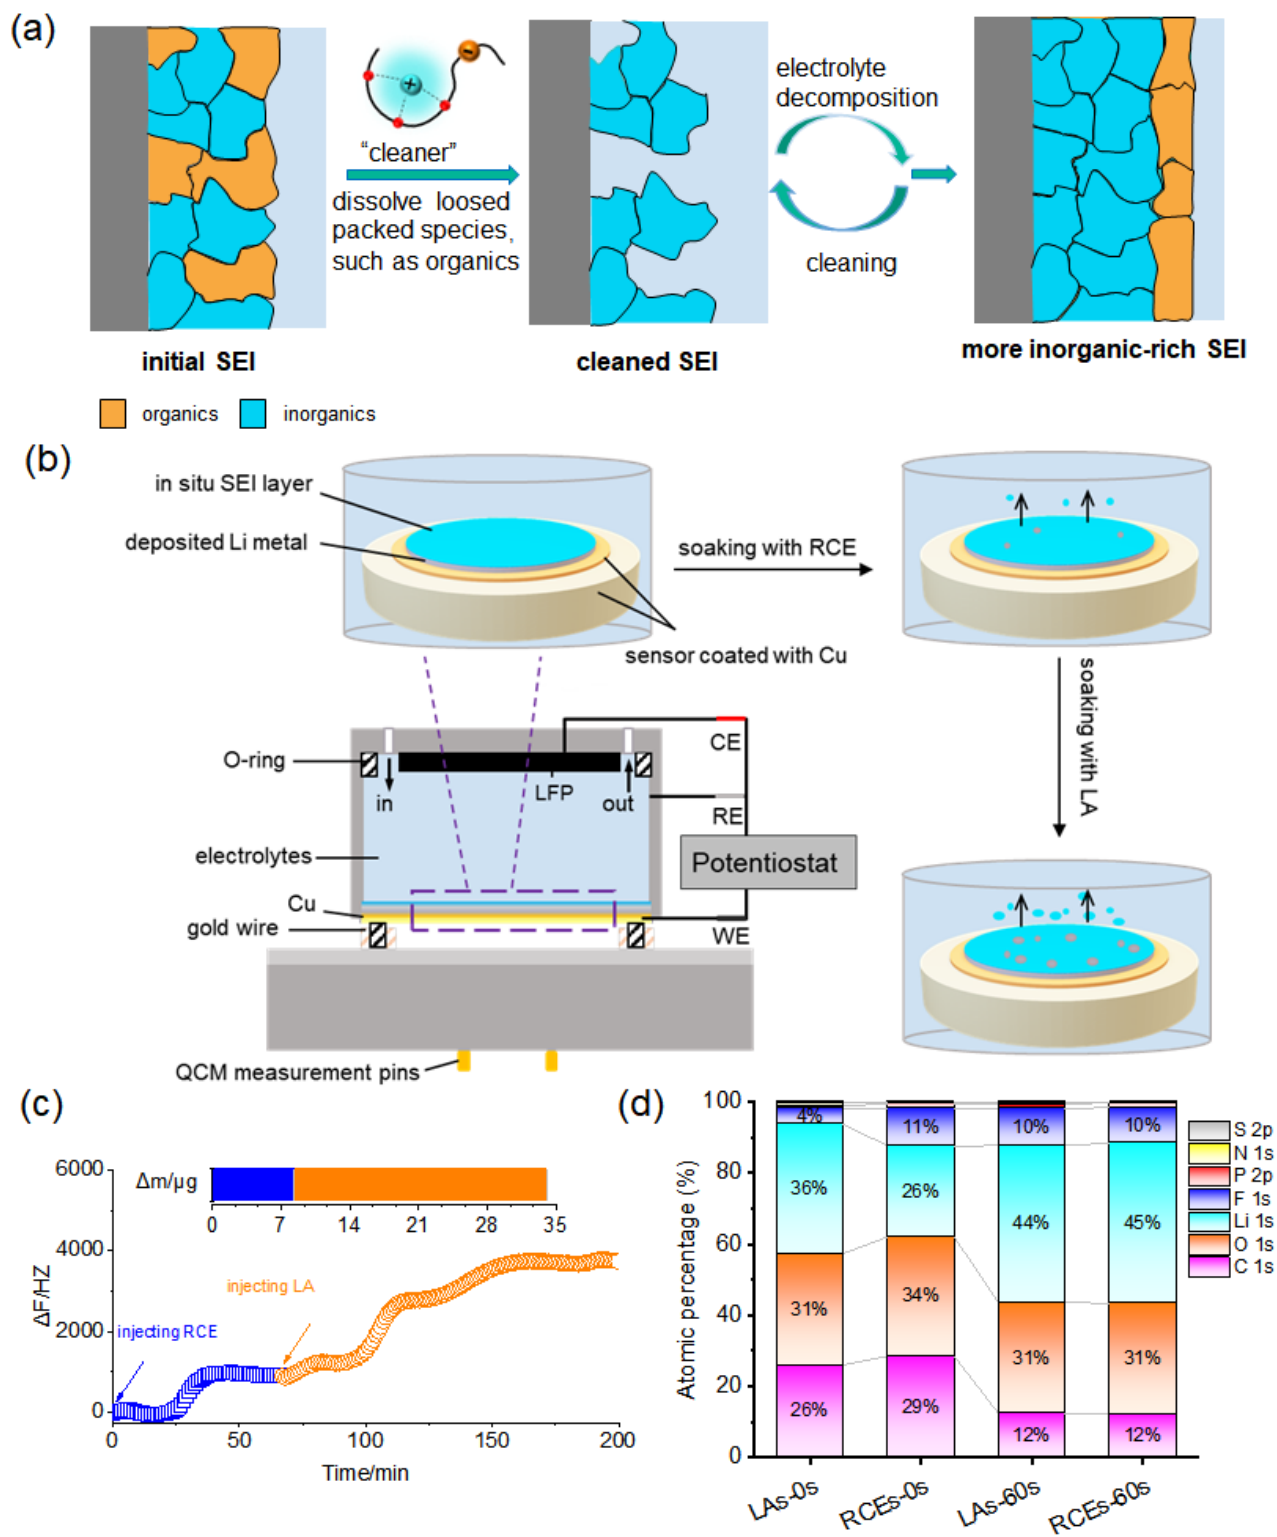 (a)
“cleaner”
dissolve loosed
packed species,
such as organics
electrolyte
decomposition
cleaning
initial SEI
cleaned SEI
more inorganic-rich SEI
organics
inorganics
(b)
in situ SEI layer
deposited Li metal
soaking with RCE
sensor coated with Cu
soaking with LA
O-ring
in
LFP
out
CE
RE
Potentiostat
electrolytes
Cu
gold wire
WE
QCM measurement pins
(c)
Δm/μg
0 7 14 21 28 35
ΔF/HZ
6000
4000
2000
0
injecting RCE
injecting LA
0 50 100 150 200
Time/min
(d)
Atomic percentage (%)
100
80
60
40
20
0
4% 11% 10% 10%
36% 26% 44% 45%
31% 34% 31% 31%
26% 29% 12% 12%
LAs-0s RCEs-0s LAs-60s RCEs-60s
S 2p
N 1s
P 2p
F 1s
Li 1s
O 1s
C 1s